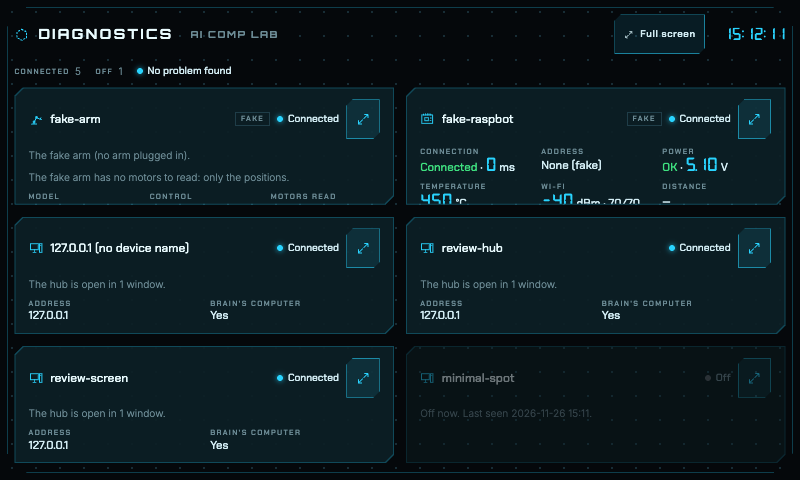 DIAGNOSTICS AI COMP LAB
Full screen
15:12:11
CONNECTED 5 OFF 1 No problem found
fake-arm FAKE Connected
The fake arm (no arm plugged in).
The fake arm has no motors to read: only the positions.
MODEL CONTROL MOTORS READ
fake-raspbot FAKE Connected
CONNECTION ADDRESS POWER
Connected · 0 ms None (fake) OK · 5.10 V
TEMPERATURE WI-FI DISTANCE
45.0 °C -40 dBm · 70/70 —
127.0.0.1 (no device name) Connected
The hub is open in 1 window.
ADDRESS BRAIN'S COMPUTER
127.0.0.1 Yes
review-hub Connected
The hub is open in 1 window.
ADDRESS BRAIN'S COMPUTER
127.0.0.1 Yes
review-screen Connected
The hub is open in 1 window.
ADDRESS BRAIN'S COMPUTER
127.0.0.1 Yes
minimal-spot Off
Off now. Last seen 2026-11-26 15:11.